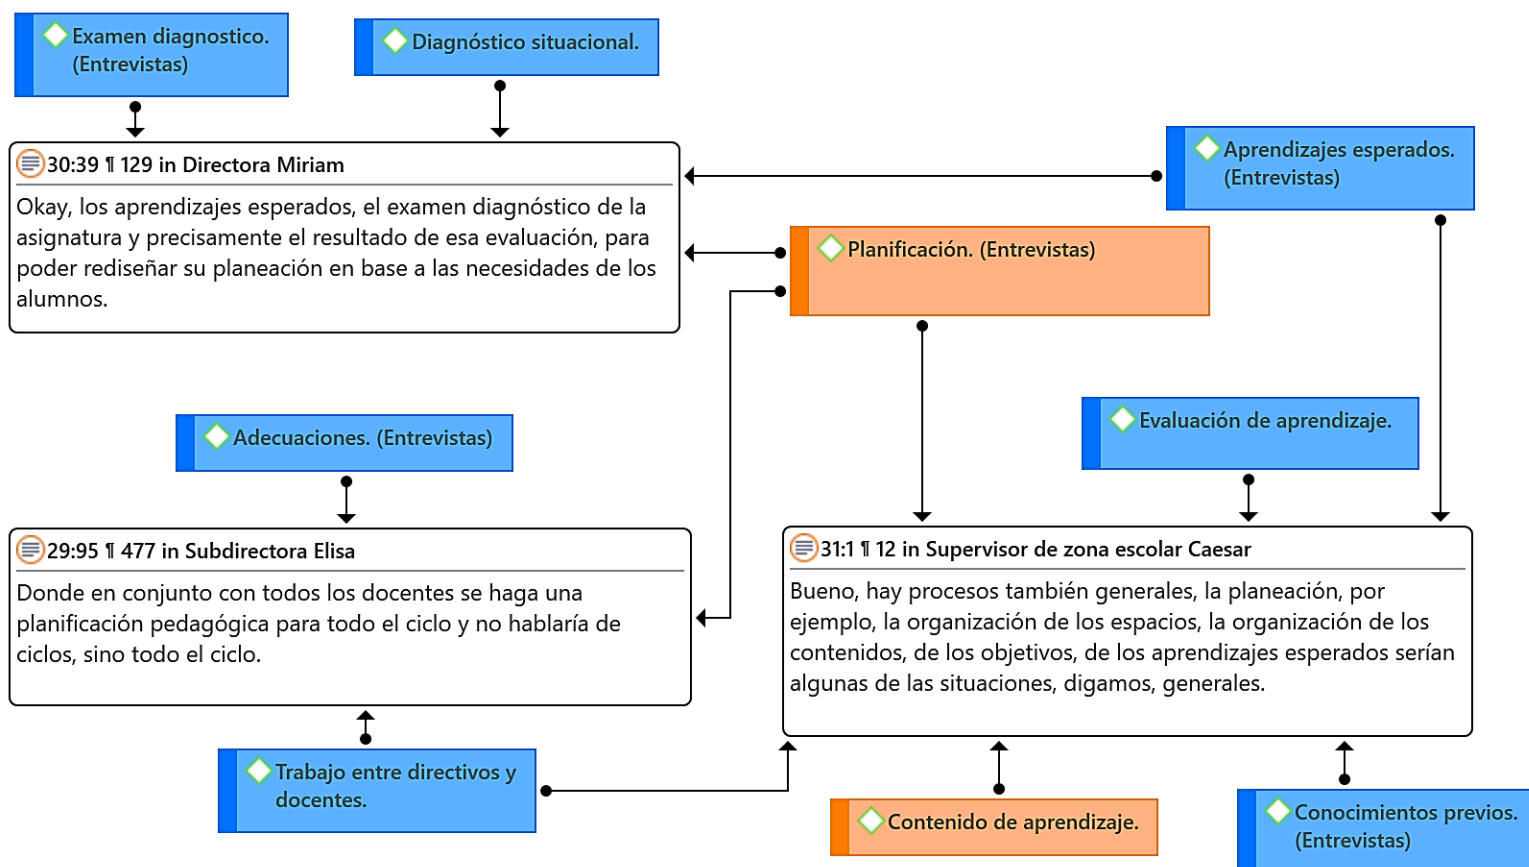 Examen diagnostico.
(Entrevistas)
Diagnóstico situacional.
30:39 ¶ 129 in Directora Miriam
Okay, los aprendizajes esperados, el examen diagnóstico de la
asignatura y precisamente el resultado de esa evaluación, para
poder rediseñar su planeación en base a las necesidades de los
alumnos.
Aprendizajes esperados.
(Entrevistas)
Planificación. (Entrevistas)
Adecuaciones. (Entrevistas)
Evaluación de aprendizaje.
29:95 ¶ 477 in Subdirectora Elisa
Donde en conjunto con todos los docentes se haga una
planificación pedagógica para todo el ciclo y no hablaría de
ciclos, sino todo el ciclo.
31:1 ¶ 12 in Supervisor de zona escolar Caesar
Bueno, hay procesos también generales, la planeación, por
ejemplo, la organización de los espacios, la organización de los
contenidos, de los objetivos, de los aprendizajes esperados serían
algunas de las situaciones, digamos, generales.
Trabajo entre directivos y
docentes.
Contenido de aprendizaje.
Conocimientos previos.
(Entrevistas)